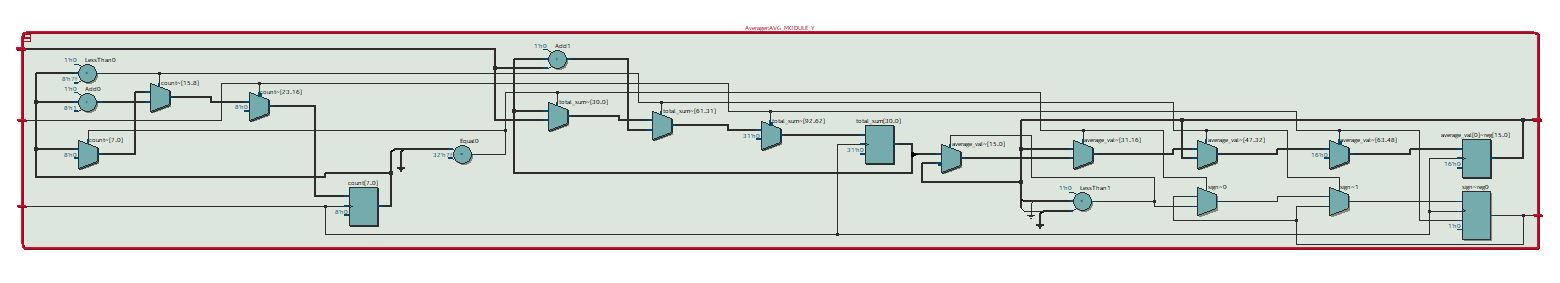 Averager:AVG_MODULE_Y
1'h0
LessThan0
1'h0
Add0
8'h1
count~[15..8]
8'h0
count~[23..16]
8'h0
count~[7..0]
count[7..0]
8'h0
Equal0
1'h0
Add1
total_sum~[30..0]
total_sum~[61..31]
31'h0
total_sum~[92..62]
total_sum[30..0]
31'h0
average_val~[15..0]
1'h0
LessThan1
average_val~[31..16]
average_val~[47..32]
16'h0
average_val~[63..48]
average_val[0]~reg[15..0]
16'h0
sign~0
sign~1
sign~reg0
1'h0